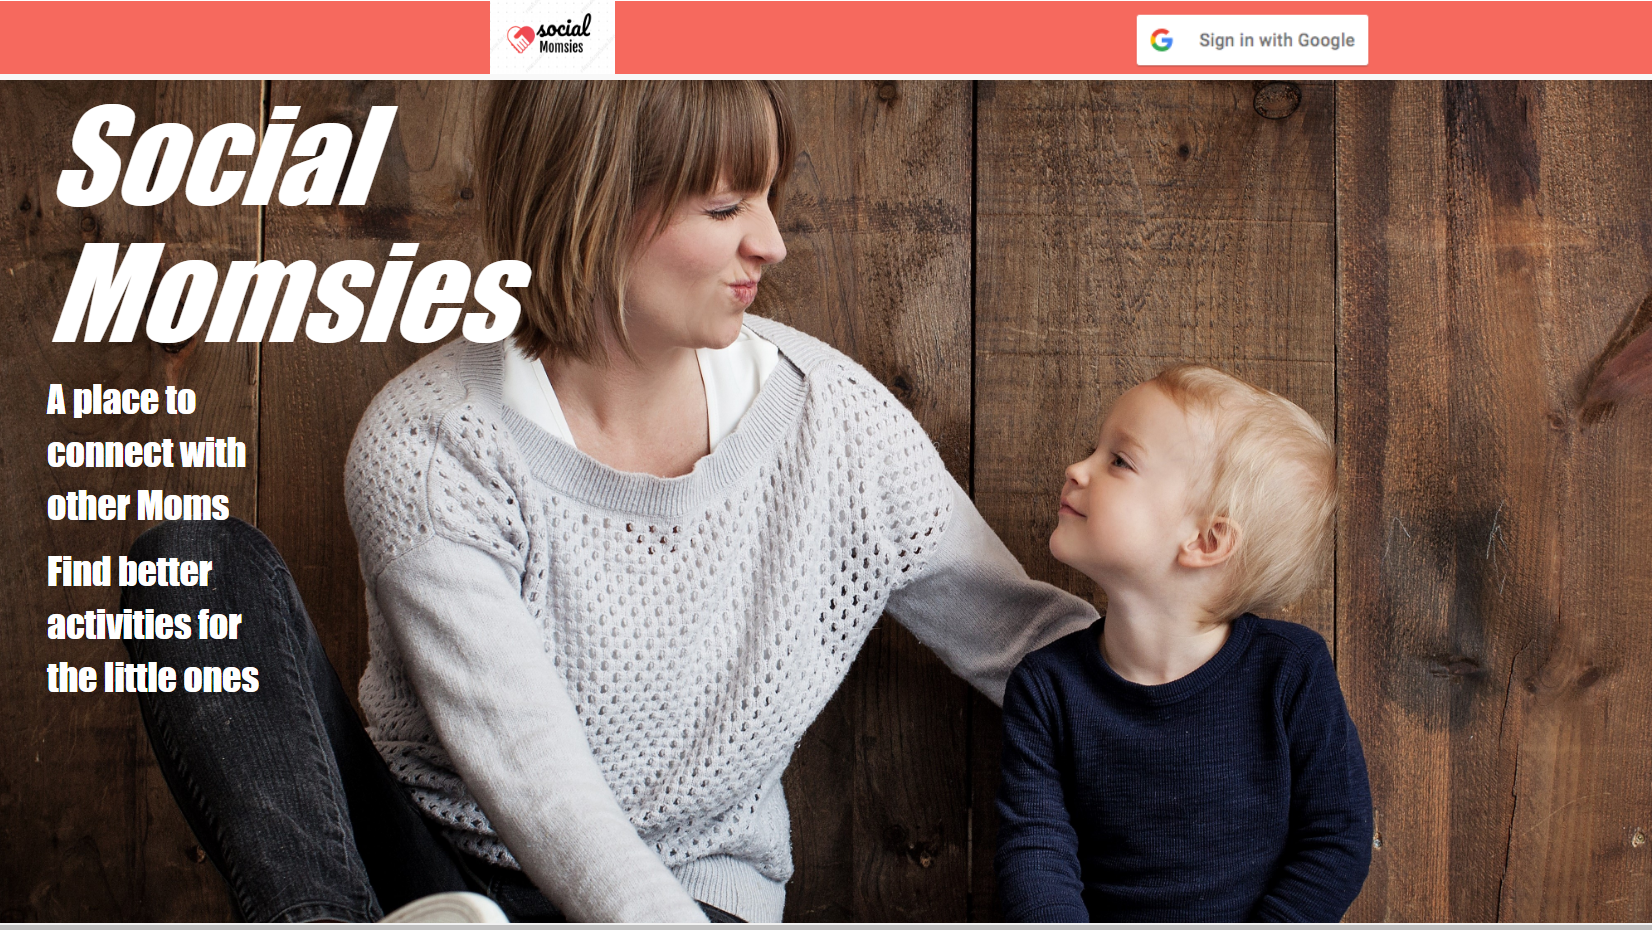 social
Momsies
Sign in with Google
Social
Momsies
A place to
connect with
other Moms
Find better
activities for
the little ones